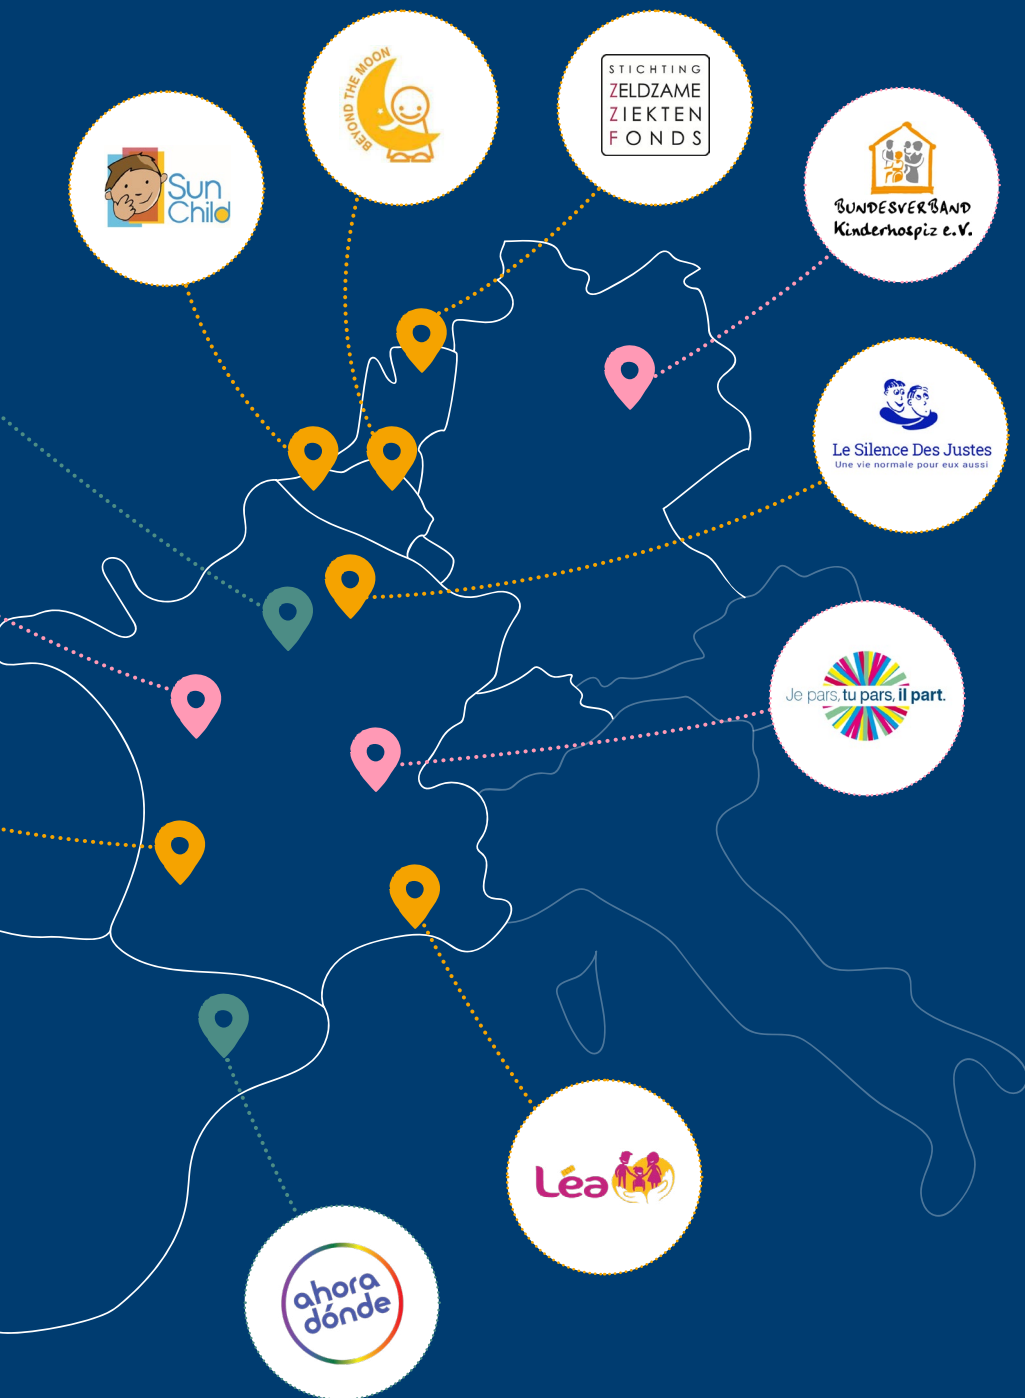 BEYOND THE MOON
STICHTING
ZELDZAME
ZIEKTEN
FONDS
Sun
Child
BUNDESVERBAND
Kinderhospiz e.V.
Le Silence Des Justes
Une vie normale pour eux aussi
Je pars, tu pars, il part.
Léa
ahora
dónde